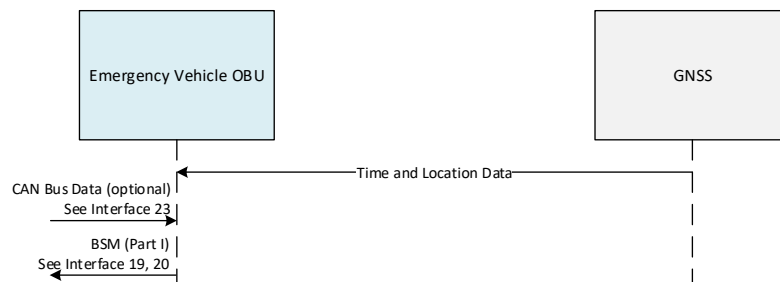 Emergency Vehicle OBU
GNSS
Time and Location Data
CAN Bus Data (optional)
See Interface 23
BSM (Part I)
See Interface 19, 20